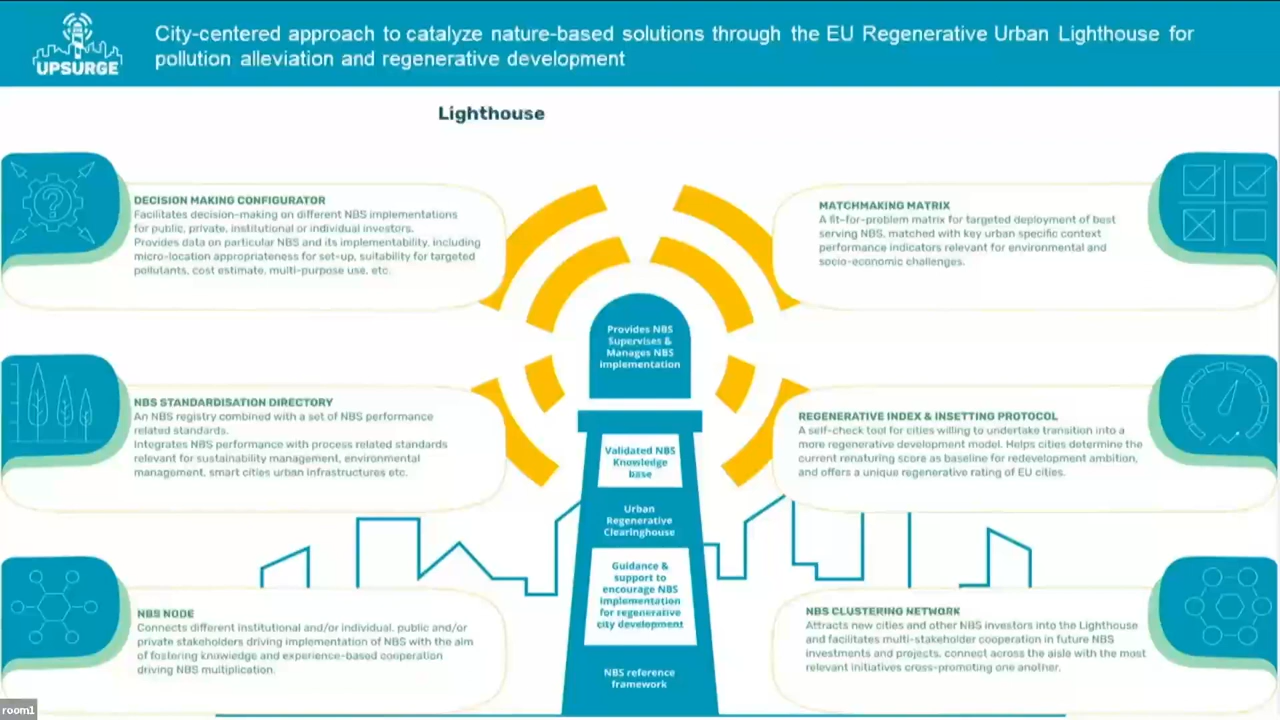 City-centered approach to catalyze nature-based solutions through the EU Regenerative Urban Lighthouse for
pollution alleviation and regenerative development
UPSURGE
Lighthouse
DECISION MAKING CONFIGURATOR
Facilitates decision-making on different NBS implementations
for public, private, institutional or individual investors.
Provides data on particular NBS and its implementability, including
micro-location appropriateness for set-up, suitability for targeted
pollutants, cost estimate, multi-purpose use, etc.
MATCHMAKING MATRIX
A fit-for-problem matrix for targeted deployment of best
serving NBS, matched with key urban specific context
performance indicators relevant for environmental and
socio-economic challenges.
Provides NBS
Supervises &
Manages NBS
implementation
NBS STANDARDISATION DIRECTORY
An NBS registry combined with a set of NBS performance
related standards.
Integrates NBS performance with process related standards
relevant for sustainability management, environmental
management, smart cities urban infrastructures etc.
REGENERATIVE INDEX & INSETTING PROTOCOL
A self-check tool for cities willing to undertake transition into a
more regenerative development model. Helps cities determine the
current renaturing score as baseline for redevelopment ambition,
and offers a unique regenerative rating of EU cities.
Validated NBS
Knowledge
base
Urban
Regenerative
Clearinghouse
Guidance &
support to
encourage NBS
implementation
for regenerative
city development
NBS reference
framework
NBS NODE
Connects different institutional and/or individual, public and/or
private stakeholders driving implementation of NBS with the aim
of fostering knowledge and experience-based cooperation
driving NBS multiplication.
NBS CLUSTERING NETWORK
Attracts new cities and other NBS investors into the Lighthouse
and facilitates multi-stakeholder cooperation in future NBS
investments and projects, connect across the aisle with the most
relevant initiatives cross-promoting one another.
room1